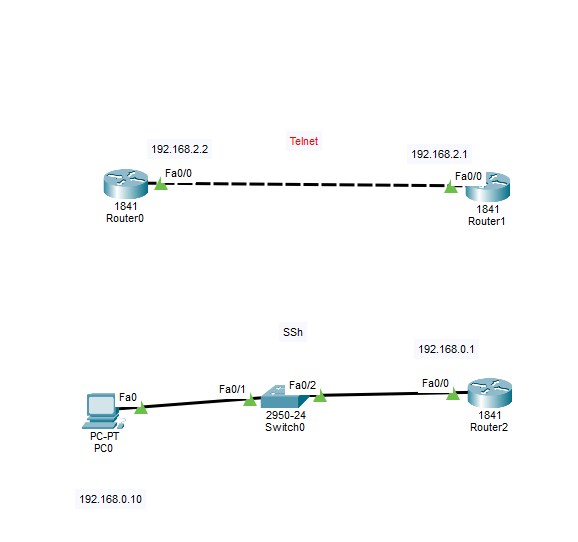 Telnet
192.168.2.2
192.168.2.1
Fa0/0
Fa0/0
1841
Router0
1841
Router1
SSh
192.168.0.1
Fa0/1
Fa0/2
Fa0/0
Fa0
2950-24
Switch0
1841
Router2
PC-PT
PC0
192.168.0.10